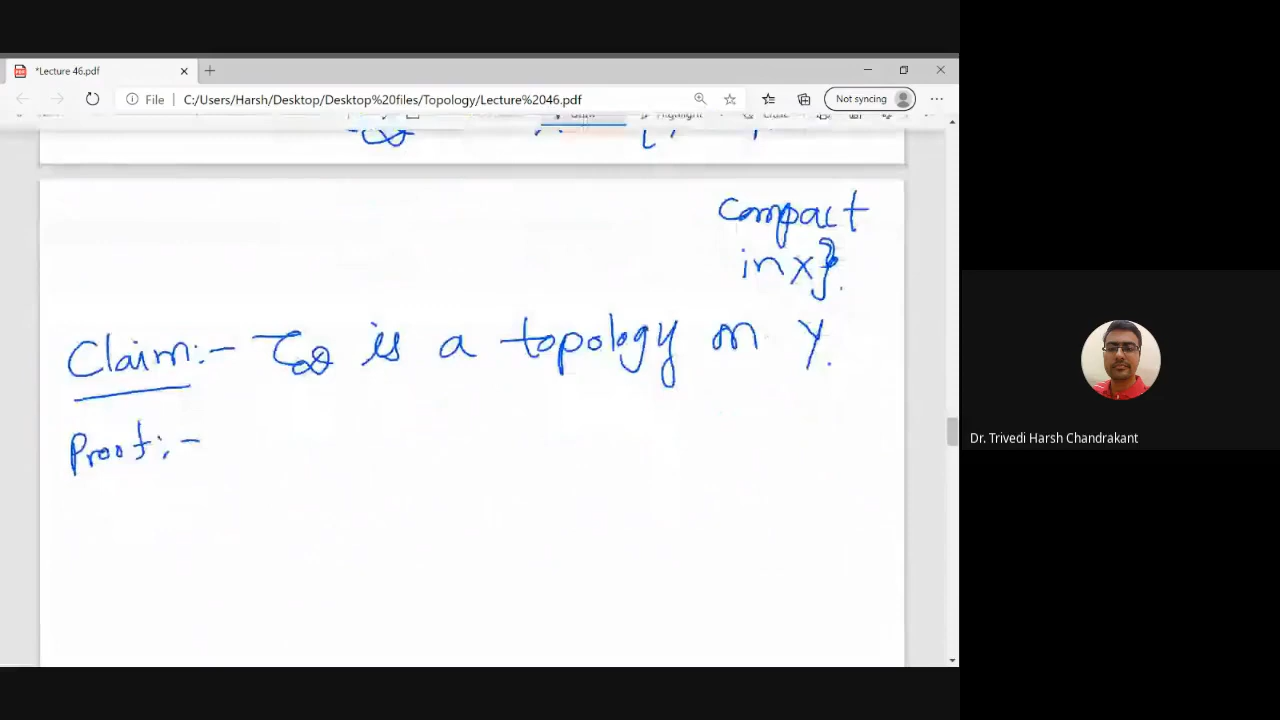 *Lecture 46.pdf
File
C:/Users/Harsh/Desktop/Desktop%20files/Topology/Lecture%2046.pdf
Not syncing
compact
in X}.
Claim:- τ∞ is a topology on Y.
Proof:-
Dr. Trivedi Harsh Chandrakant